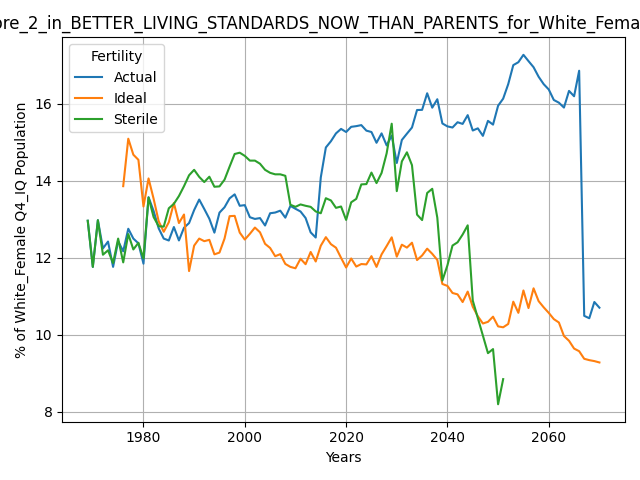 ore_2_in_BETTER_LIVING_STANDARDS_NOW_THAN_PARENTS_for_White_Fema
Fertility
Actual
Ideal
Sterile
% of White_Female Q4_IQ Population
16
14
12
10
8
1980 2000 2020 2040 2060
Years